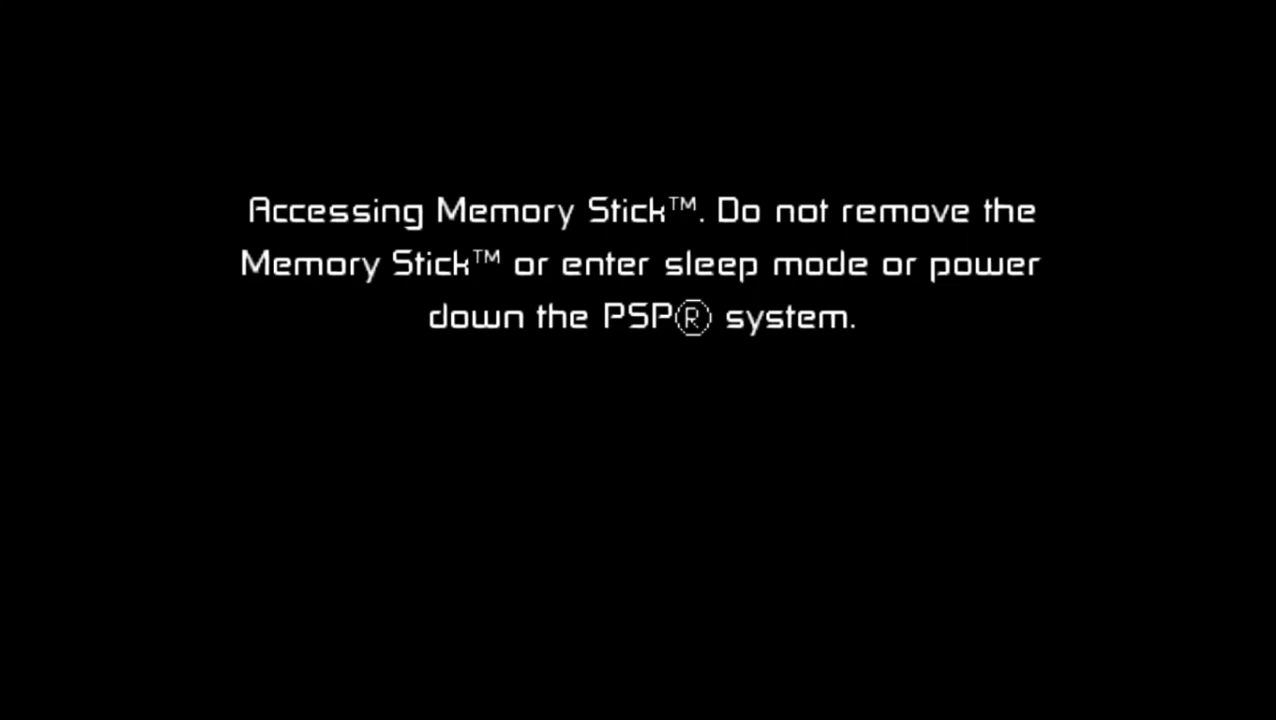 Accessing Memory Stick™. Do not remove the
Memory Stick™ or enter sleep mode or power
down the PSP® system.